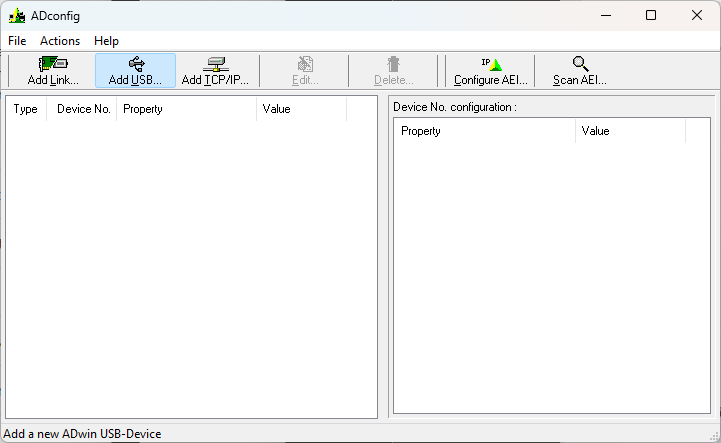 ADconfig
File Actions Help
Add Link... Add USB... Add TCP/IP... Edit... Delete... IP Configure AEI... Scan AEI...
Type Device No. Property Value
Device No. configuration :
Property Value
Add a new ADwin USB-Device